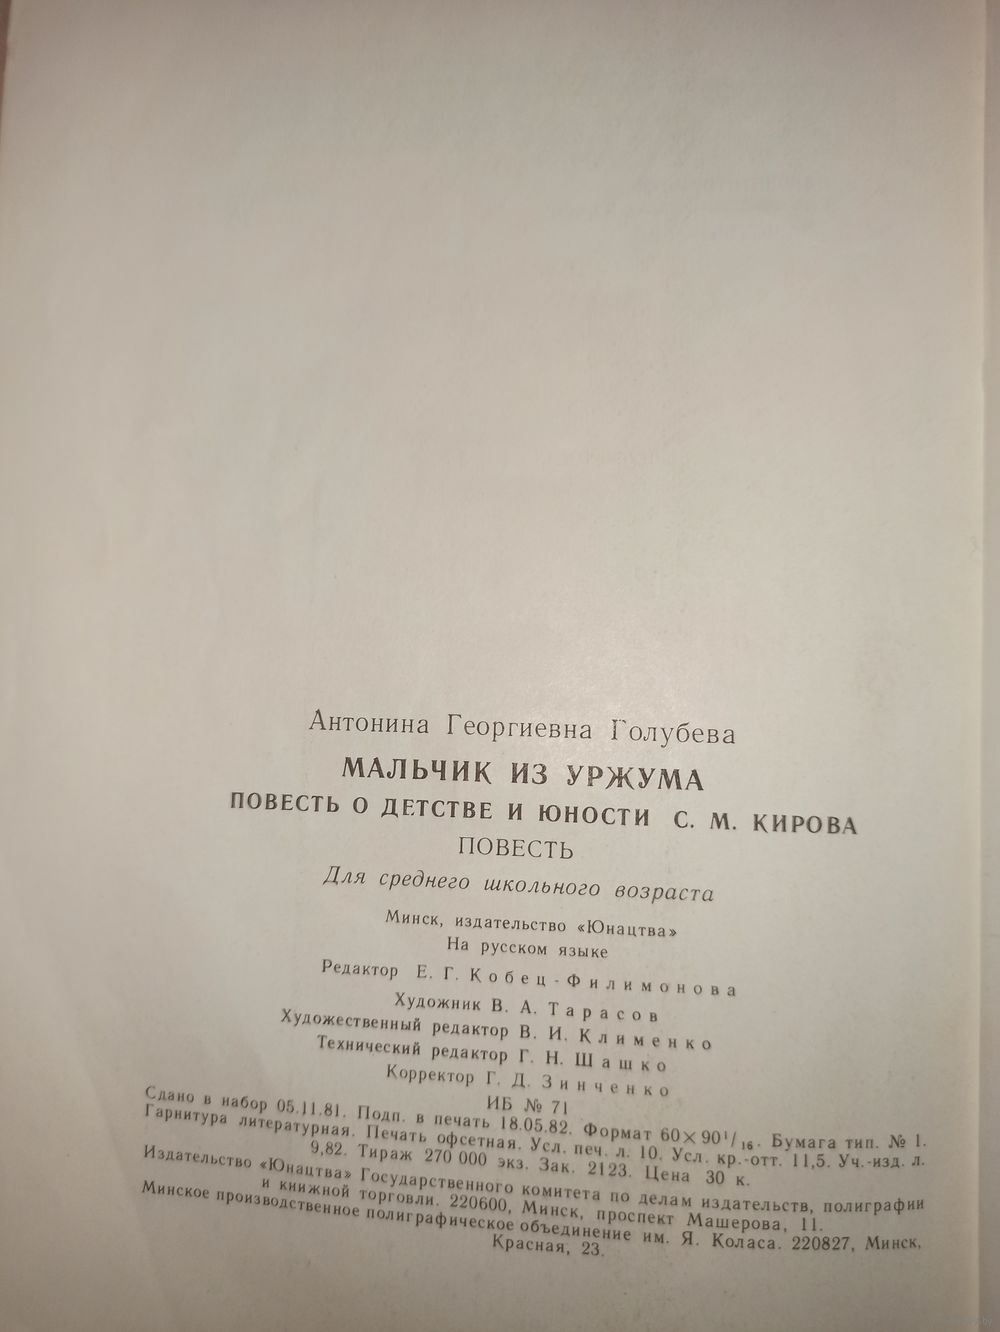 Антонина Георгиевна Голубева
МАЛЬЧИК ИЗ УРЖУМА
ПОВЕСТЬ О ДЕТСТВЕ И ЮНОСТИ С. М. КИРОВА
ПОВЕСТЬ
Для среднего школьного возраста
Минск, издательство «Юнацтва»
На русском языке
Редактор Е. Г. Кобец-Филимонова
Художник В. А. Тарасов
Художественный редактор В. И. Клименко
Технический редактор Г. Н. Шашко
Корректор Г. Д. Зинченко
ИБ № 71
Сдано в набор 05.11.81. Подп. в печать 18.05.82. Формат 60×90¹/₁₆. Бумага тип. № 1.
Гарнитура литературная. Печать офсетная. Усл. печ. л. 10. Усл. кр.-отт. 11,5. Уч.-изд. л.
9,82. Тираж 270 000 экз. Зак. 2123. Цена 30 к.
Издательство «Юнацтва» Государственного комитета по делам издательств, полиграфии
и книжной торговли. 220600, Минск, проспект Машерова, 11.
Минское производственное полиграфическое объединение им. Я. Коласа. 220827, Минск,
Красная, 23.